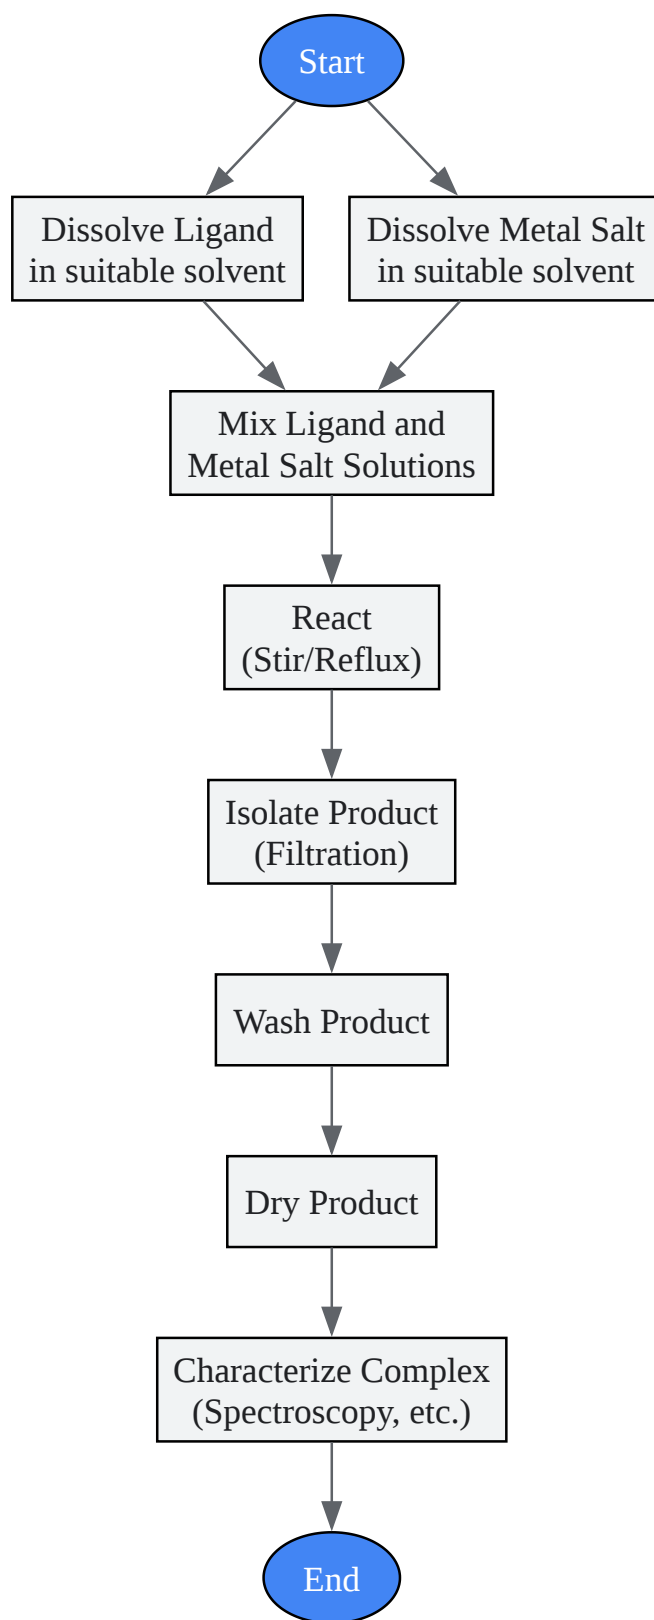 Start
Dissolve Ligand
in suitable solvent
Dissolve Metal Salt
in suitable solvent
Mix Ligand and
Metal Salt Solutions
React
(Stir/Reflux)
Isolate Product
(Filtration)
Wash Product
Dry Product
Characterize Complex
(Spectroscopy, etc.)
End